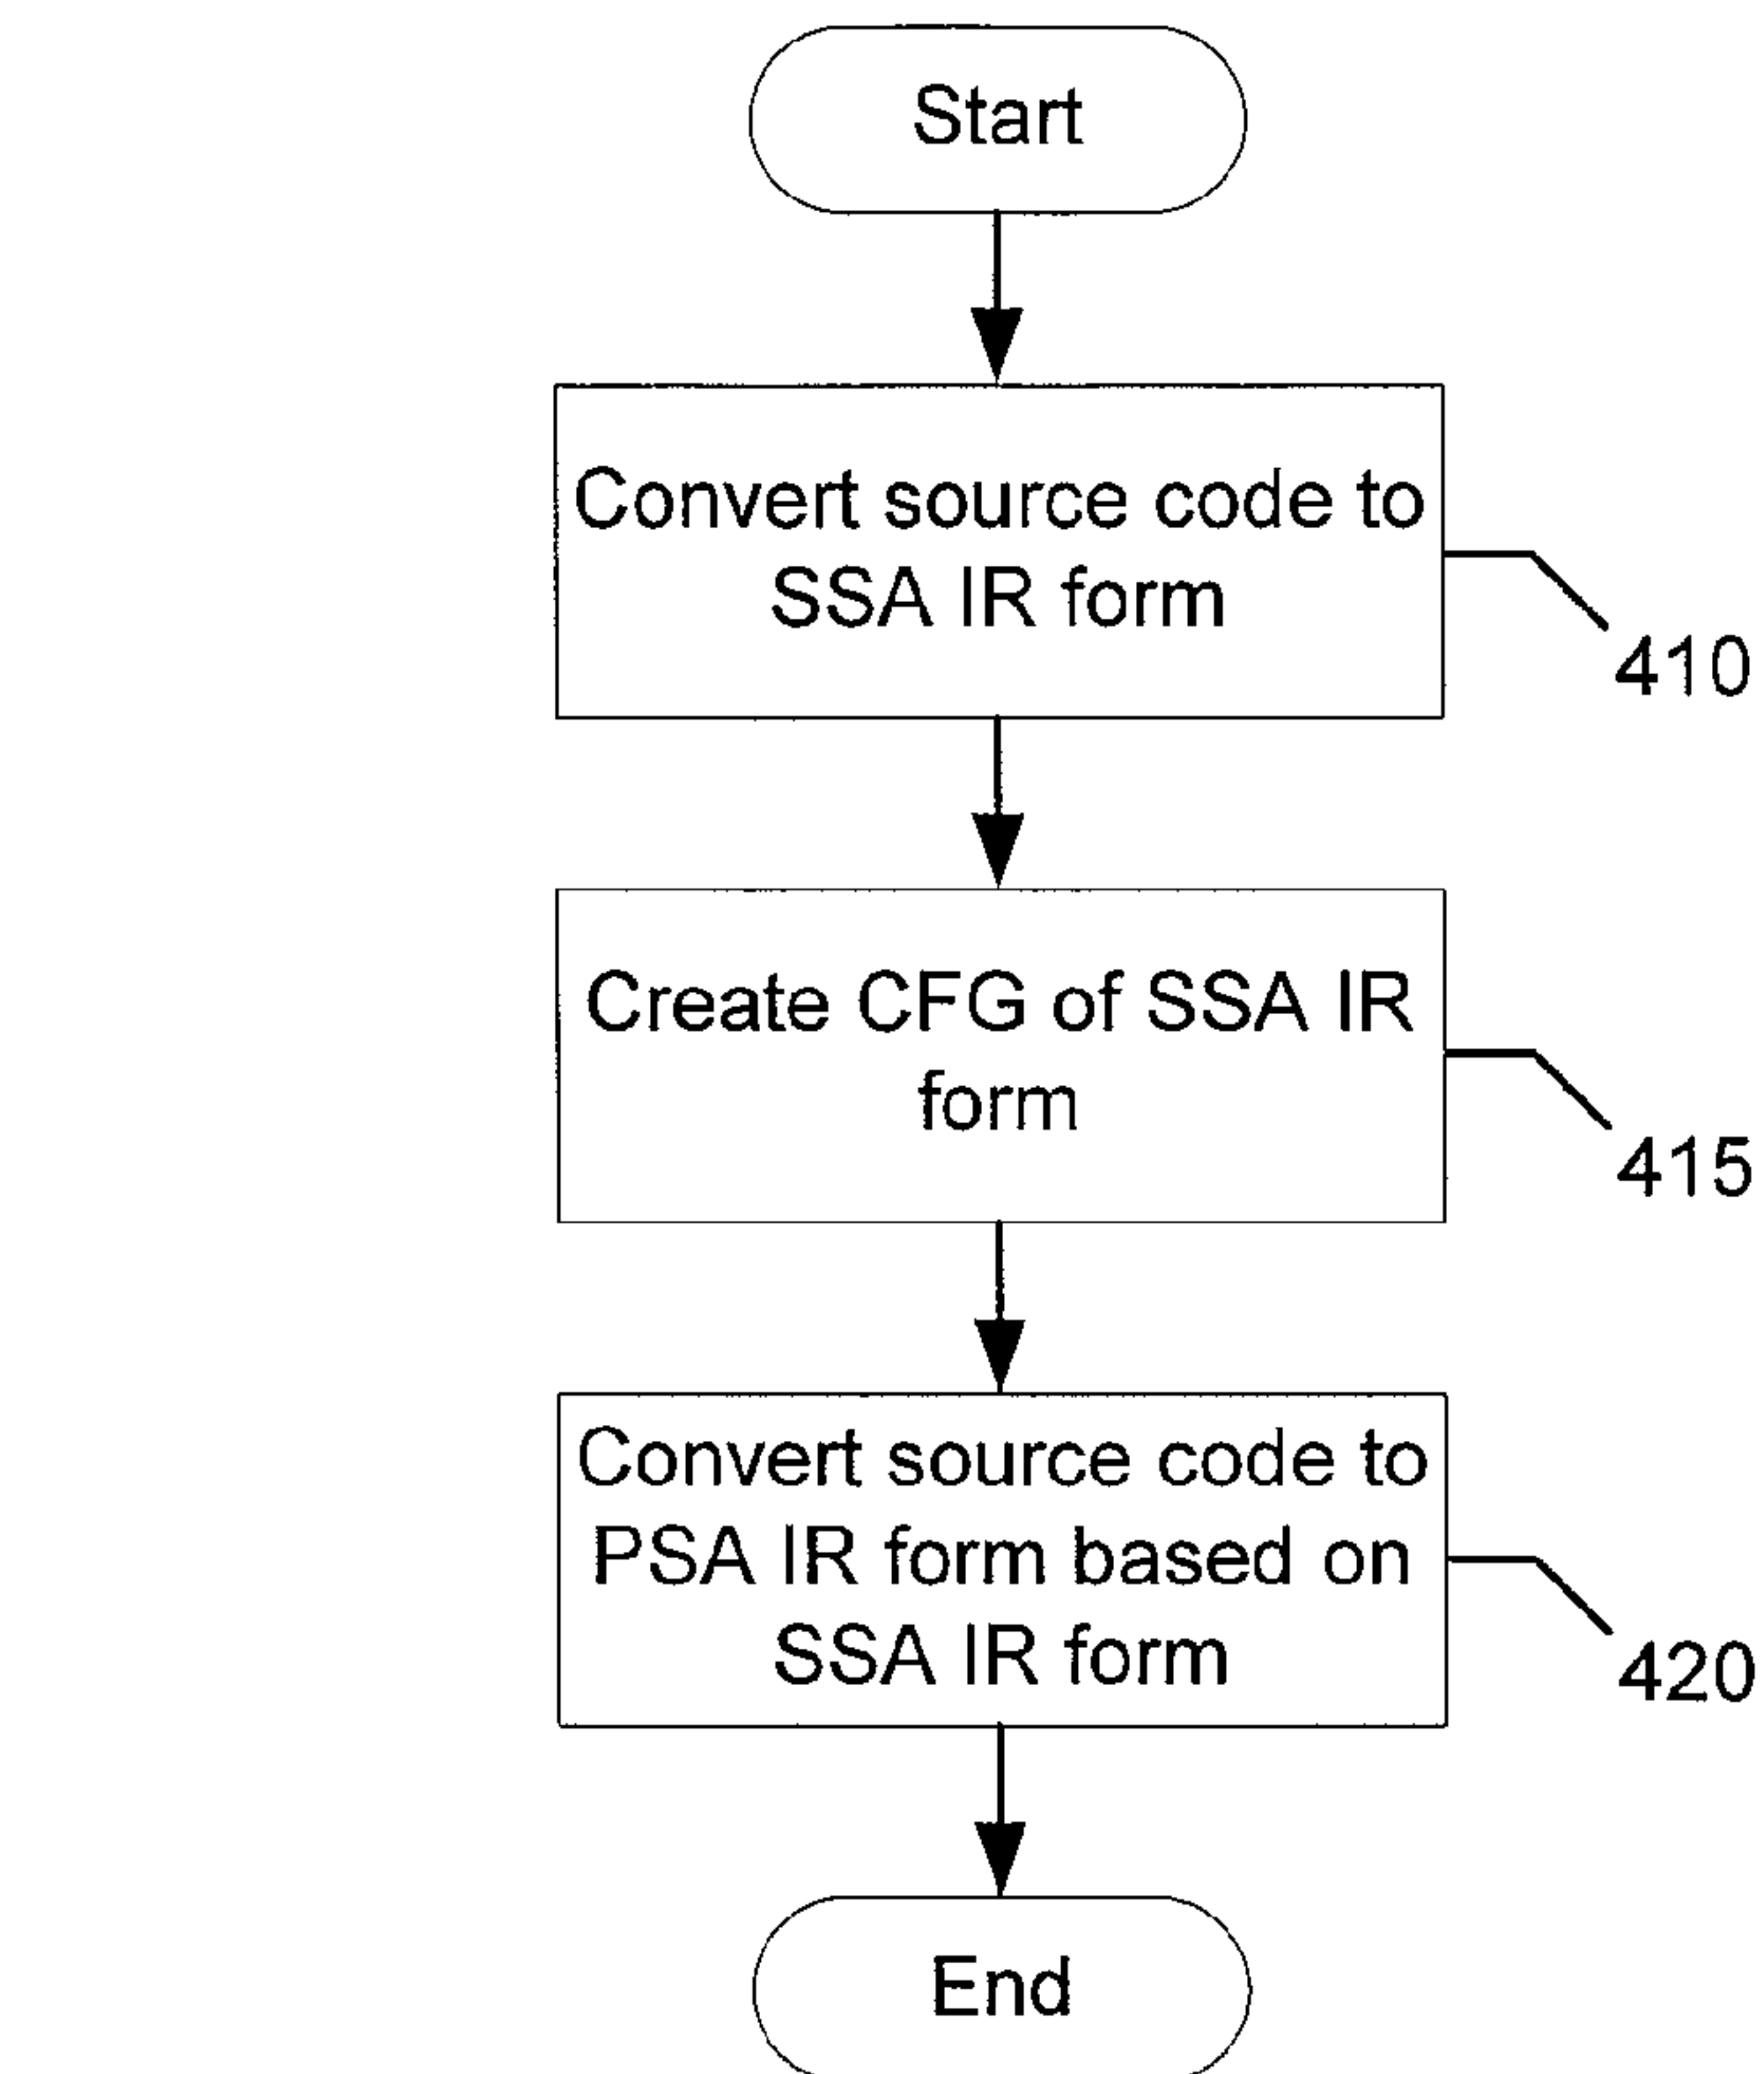 Start
Convert source code to
SSA IR form
410
Create CFG of SSA IR
form
415
Convert source code to
PSA IR form based on
SSA IR form
420
End